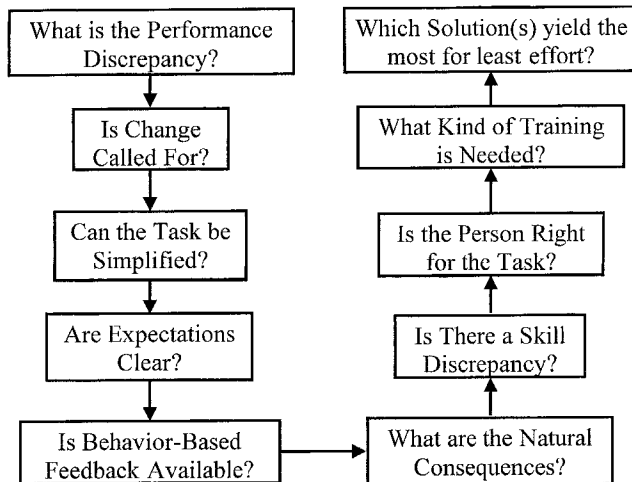 What is the Performance
Discrepancy?
Is Change
Called For?
Can the Task be
Simplified?
Are Expectations
Clear?
Is Behavior-Based
Feedback Available?
What are the Natural
Consequences?
Is There a Skill
Discrepancy?
Is the Person Right
for the Task?
What Kind of Training
is Needed?
Which Solution(s) yield the
most for least effort?